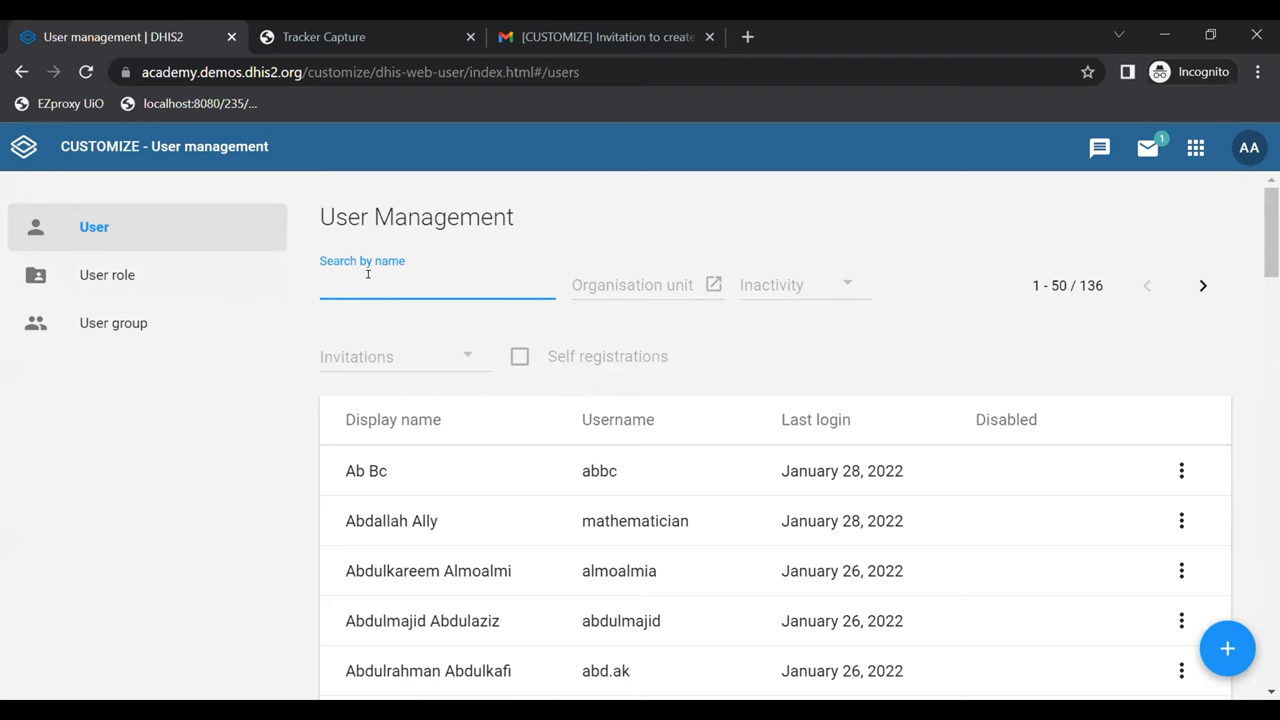 User management | DHIS2
Tracker Capture
[CUSTOMIZE] Invitation to create
academy.demos.dhis2.org/customize/dhis-web-user/index.html#/users
Incognito
EZproxy UiO
localhost:8080/235/...
CUSTOMIZE - User management
1
AA
User
User role
User group
User Management
Search by name
Organisation unit
Inactivity
1 - 50 / 136
Invitations
Self registrations
Display name Username Last login Disabled
Ab Bc abbc January 28, 2022
Abdallah Ally mathematician January 28, 2022
Abdulkareem Almoalmi almoalmia January 26, 2022
Abdulmajid Abdulaziz abdulmajid January 26, 2022
Abdulrahman Abdulkafi abd.ak January 26, 2022